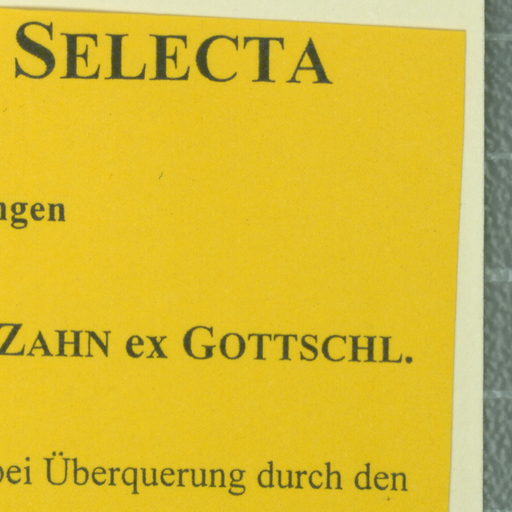 SELECTA
ngen
ZAHN ex GOTTSCHL.
bei Überquerung durch den